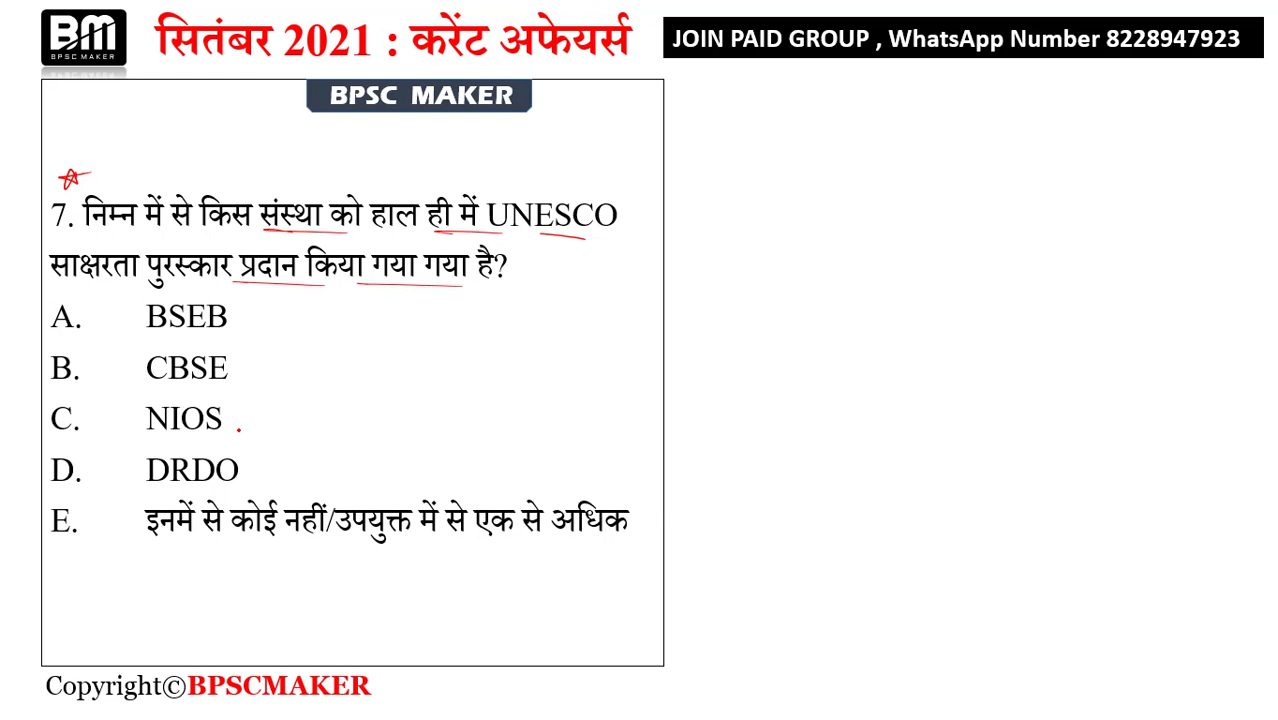 BM
BPSC MAKER
सितंबर 2021 : करेंट अफेयर्स
JOIN PAID GROUP , WhatsApp Number 8228947923
BPSC MAKER
7. निम्न में से किस संस्था को हाल ही में UNESCO
साक्षरता पुरस्कार प्रदान किया गया गया है?
A. BSEB
B. CBSE
C. NIOS
D. DRDO
E. इनमें से कोई नहीं/उपयुक्त में से एक से अधिक
Copyright©BPSCMAKER